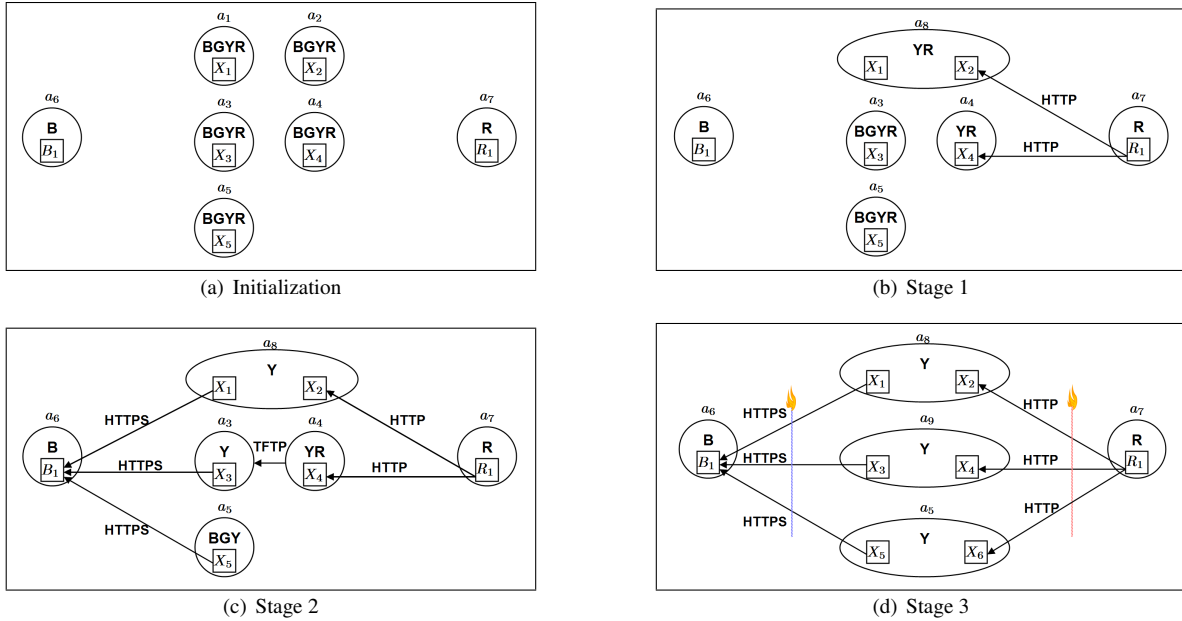 a₁ a₂
BGYR BGYR
X₁ X₂
a₆ a₃ a₄ a₇
B BGYR BGYR R
B₁ X₃ X₄ R₁
a₅
BGYR
X₅
(a) Initialization
a₈
YR
X₁ X₂
HTTP
a₆ a₃ a₄ a₇
B BGYR YR R
B₁ X₃ X₄ HTTP R₁
a₅
BGYR
X₅
(b) Stage 1
a₈
Y
X₁ X₂
HTTPS HTTP
a₆ a₃ a₄ a₇
B Y TFTP YR R
B₁ HTTPS X₃ X₄ HTTP R₁
a₅
HTTPS BGY
X₅
(c) Stage 2
a₈
Y
X₁ X₂
HTTPS HTTP
a₆ a₉ a₇
B Y R
B₁ HTTPS X₃ X₄ HTTP R₁
a₅
HTTPS Y HTTP
X₅ X₆
(d) Stage 3